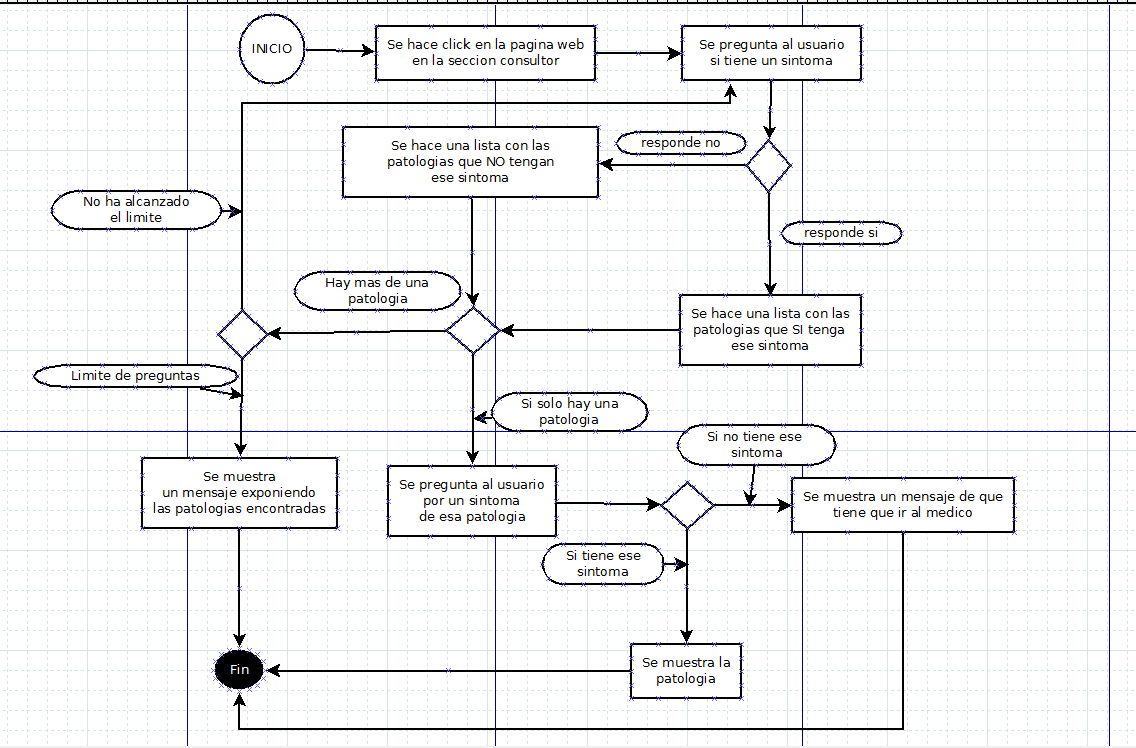 INICIO
Se hace click en la pagina web
en la seccion consultor
Se pregunta al usuario
si tiene un sintoma
Se hace una lista con las
patologias que NO tengan
ese sintoma
responde no
No ha alcanzado
el limite
responde si
Hay mas de una
patologia
Se hace una lista con las
patologias que SI tenga
ese sintoma
Limite de preguntas
Si solo hay una
patologia
Si no tiene ese
sintoma
Se muestra
un mensaje exponiendo
las patologias encontradas
Se pregunta al usuario
por un sintoma
de esa patologia
Se muestra un mensaje de que
tiene que ir al medico
Si tiene ese
sintoma
Fin
Se muestra la
patologia